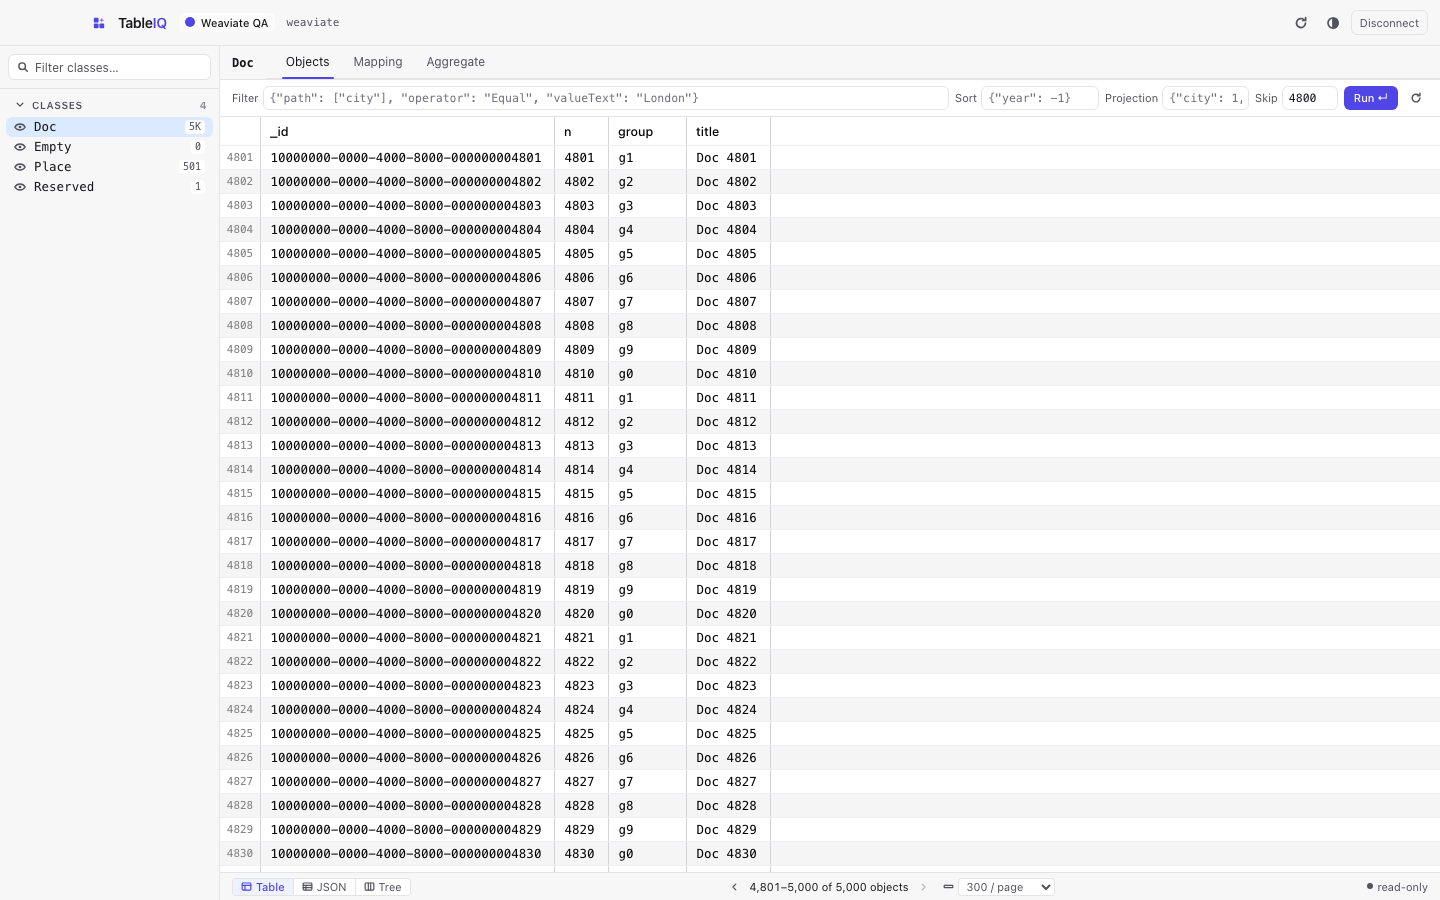 TableIQ Weaviate QA weaviate Disconnect
Filter classes...
CLASSES 4
Doc 5K
Empty 0
Place 501
Reserved 1
Doc Objects Mapping Aggregate
Filter {"path": ["city"], "operator": "Equal", "valueText": "London"} Sort {"year": −1} Projection {"city": 1, Skip 4800 Run
_id n group title
4801 10000000-0000-4000-8000-000000004801 4801 g1 Doc 4801
4802 10000000-0000-4000-8000-000000004802 4802 g2 Doc 4802
4803 10000000-0000-4000-8000-000000004803 4803 g3 Doc 4803
4804 10000000-0000-4000-8000-000000004804 4804 g4 Doc 4804
4805 10000000-0000-4000-8000-000000004805 4805 g5 Doc 4805
4806 10000000-0000-4000-8000-000000004806 4806 g6 Doc 4806
4807 10000000-0000-4000-8000-000000004807 4807 g7 Doc 4807
4808 10000000-0000-4000-8000-000000004808 4808 g8 Doc 4808
4809 10000000-0000-4000-8000-000000004809 4809 g9 Doc 4809
4810 10000000-0000-4000-8000-000000004810 4810 g0 Doc 4810
4811 10000000-0000-4000-8000-000000004811 4811 g1 Doc 4811
4812 10000000-0000-4000-8000-000000004812 4812 g2 Doc 4812
4813 10000000-0000-4000-8000-000000004813 4813 g3 Doc 4813
4814 10000000-0000-4000-8000-000000004814 4814 g4 Doc 4814
4815 10000000-0000-4000-8000-000000004815 4815 g5 Doc 4815
4816 10000000-0000-4000-8000-000000004816 4816 g6 Doc 4816
4817 10000000-0000-4000-8000-000000004817 4817 g7 Doc 4817
4818 10000000-0000-4000-8000-000000004818 4818 g8 Doc 4818
4819 10000000-0000-4000-8000-000000004819 4819 g9 Doc 4819
4820 10000000-0000-4000-8000-000000004820 4820 g0 Doc 4820
4821 10000000-0000-4000-8000-000000004821 4821 g1 Doc 4821
4822 10000000-0000-4000-8000-000000004822 4822 g2 Doc 4822
4823 10000000-0000-4000-8000-000000004823 4823 g3 Doc 4823
4824 10000000-0000-4000-8000-000000004824 4824 g4 Doc 4824
4825 10000000-0000-4000-8000-000000004825 4825 g5 Doc 4825
4826 10000000-0000-4000-8000-000000004826 4826 g6 Doc 4826
4827 10000000-0000-4000-8000-000000004827 4827 g7 Doc 4827
4828 10000000-0000-4000-8000-000000004828 4828 g8 Doc 4828
4829 10000000-0000-4000-8000-000000004829 4829 g9 Doc 4829
4830 10000000-0000-4000-8000-000000004830 4830 g0 Doc 4830
Table JSON Tree 4,801–5,000 of 5,000 objects 300 / page read-only